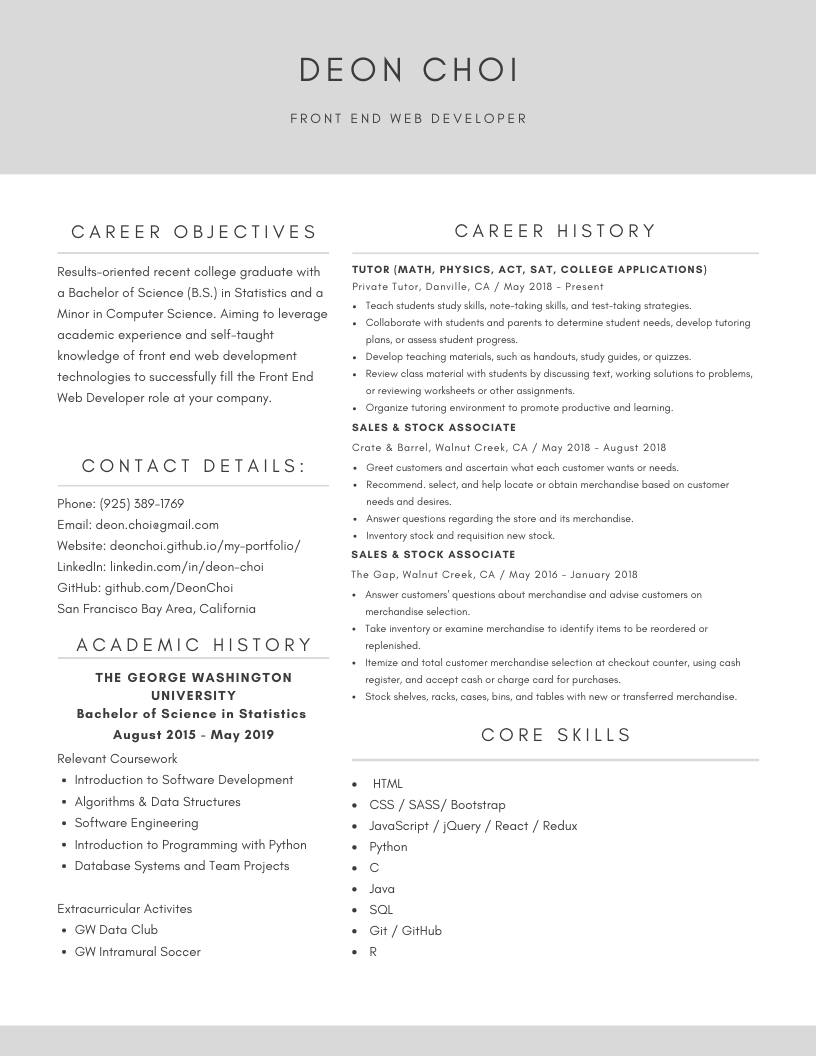 DEON CHOI
FRONT END WEB DEVELOPER
CAREER OBJECTIVES
Results-oriented recent college graduate with
a Bachelor of Science (B.S.) in Statistics and a
Minor in Computer Science. Aiming to leverage
academic experience and self-taught
knowledge of front end web development
technologies to successfully fill the Front End
Web Developer role at your company.
CONTACT DETAILS:
Phone: (925) 389-1769
Email: deon.choi@gmail.com
Website: deonchoi.github.io/my-portfolio/
LinkedIn: linkedin.com/in/deon-choi
GitHub: github.com/DeonChoi
San Francisco Bay Area, California
ACADEMIC HISTORY
THE GEORGE WASHINGTON
UNIVERSITY
Bachelor of Science in Statistics
August 2015 - May 2019
Relevant Coursework
• Introduction to Software Development
• Algorithms & Data Structures
• Software Engineering
• Introduction to Programming with Python
• Database Systems and Team Projects
Extracurricular Activites
• GW Data Club
• GW Intramural Soccer
CAREER HISTORY
TUTOR (MATH, PHYSICS, ACT, SAT, COLLEGE APPLICATIONS)
Private Tutor, Danville, CA / May 2018 - Present
• Teach students study skills, note-taking skills, and test-taking strategies.
• Collaborate with students and parents to determine student needs, develop tutoring
plans, or assess student progress.
• Develop teaching materials, such as handouts, study guides, or quizzes.
• Review class material with students by discussing text, working solutions to problems,
or reviewing worksheets or other assignments.
• Organize tutoring environment to promote productive and learning.
SALES & STOCK ASSOCIATE
Crate & Barrel, Walnut Creek, CA / May 2018 - August 2018
• Greet customers and ascertain what each customer wants or needs.
• Recommend. select, and help locate or obtain merchandise based on customer
needs and desires.
• Answer questions regarding the store and its merchandise.
• Inventory stock and requisition new stock.
SALES & STOCK ASSOCIATE
The Gap, Walnut Creek, CA / May 2016 - January 2018
• Answer customers' questions about merchandise and advise customers on
merchandise selection.
• Take inventory or examine merchandise to identify items to be reordered or
replenished.
• Itemize and total customer merchandise selection at checkout counter, using cash
register, and accept cash or charge card for purchases.
• Stock shelves, racks, cases, bins, and tables with new or transferred merchandise.
CORE SKILLS
• HTML
• CSS / SASS/ Bootstrap
• JavaScript / jQuery / React / Redux
• Python
• C
• Java
• SQL
• Git / GitHub
• R